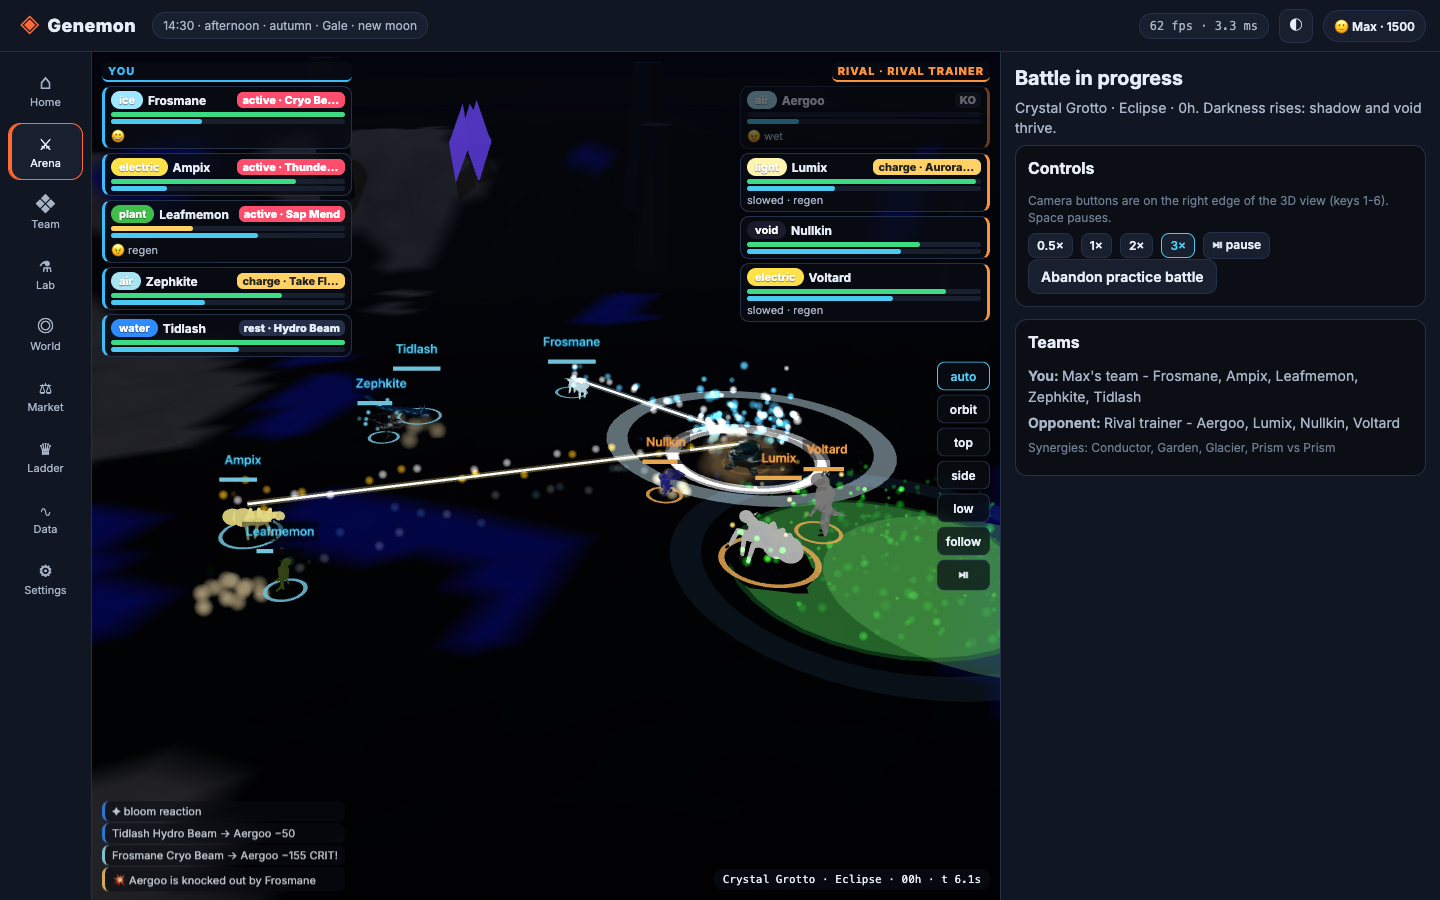 Genemon
14:30 · afternoon · autumn · Gale · new moon
62 fps · 3.3 ms
Max · 1500
Home
Arena
Team
Lab
World
Market
Ladder
Data
Settings
YOU
ice Frosmane active · Cryo Be...
electric Ampix active · Thunde...
plant Leafmemon active · Sap Mend
regen
air Zephkite charge · Take Fl...
water Tidlash rest · Hydro Beam
RIVAL · RIVAL TRAINER
air Aergoo KO
wet
light Lumix charge · Aurora...
slowed · regen
void Nullkin
electric Voltard
slowed · regen
Tidlash
Frosmane
Zephkite
Nullkin
Voltard
Lumix
Ampix
Leafmemon
auto
orbit
top
side
low
follow
✦ bloom reaction
Tidlash Hydro Beam → Aergoo −50
Frosmane Cryo Beam → Aergoo −155 CRIT!
Aergoo is knocked out by Frosmane
Crystal Grotto · Eclipse · 00h · t 6.1s
Battle in progress
Crystal Grotto · Eclipse · 0h. Darkness rises: shadow and void
thrive.
Controls
Camera buttons are on the right edge of the 3D view (keys 1-6).
Space pauses.
0.5× 1× 2× 3× ⏯ pause
Abandon practice battle
Teams
You: Max's team - Frosmane, Ampix, Leafmemon,
Zephkite, Tidlash
Opponent: Rival trainer - Aergoo, Lumix, Nullkin, Voltard
Synergies: Conductor, Garden, Glacier, Prism vs Prism